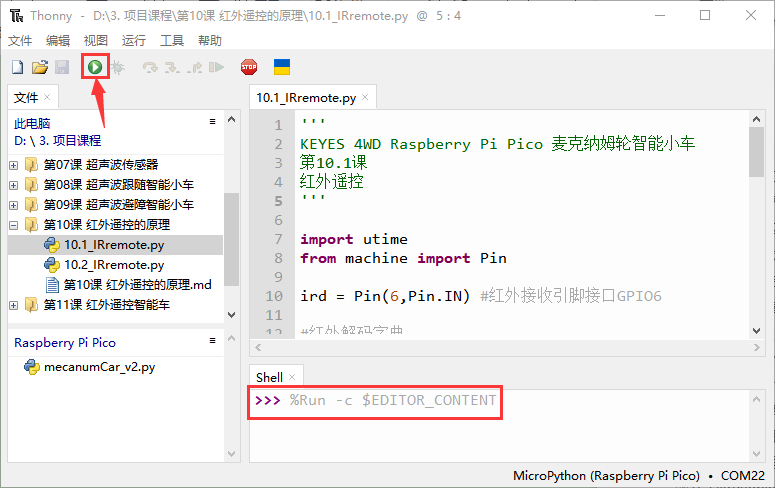 Thonny - D:\3. 项目课程\第10课 红外遥控的原理\10.1_IRremote.py @ 5 : 4
文件 编辑 视图 运行 工具 帮助
STOP
文件 ×
此电脑
D: \ 3. 项目课程
第07课 超声波传感器
第08课 超声波跟随智能小车
第09课 超声波避障智能小车
第10课 红外遥控的原理
10.1_IRremote.py
10.2_IRremote.py
第10课 红外遥控的原理.md
第11课 红外遥控智能车
Raspberry Pi Pico
mecanumCar_v2.py
10.1_IRremote.py ×
1 '''
2 KEYES 4WD Raspberry Pi Pico 麦克纳姆轮智能小车
3 第10.1课
4 红外遥控
5 '''
6
7 import utime
8 from machine import Pin
9
10 ird = Pin(6,Pin.IN) #红外接收引脚接口GPIO6
11
12 #红外解码字典
Shell ×
>>> %Run -c $EDITOR_CONTENT
MicroPython (Raspberry Pi Pico) • COM22